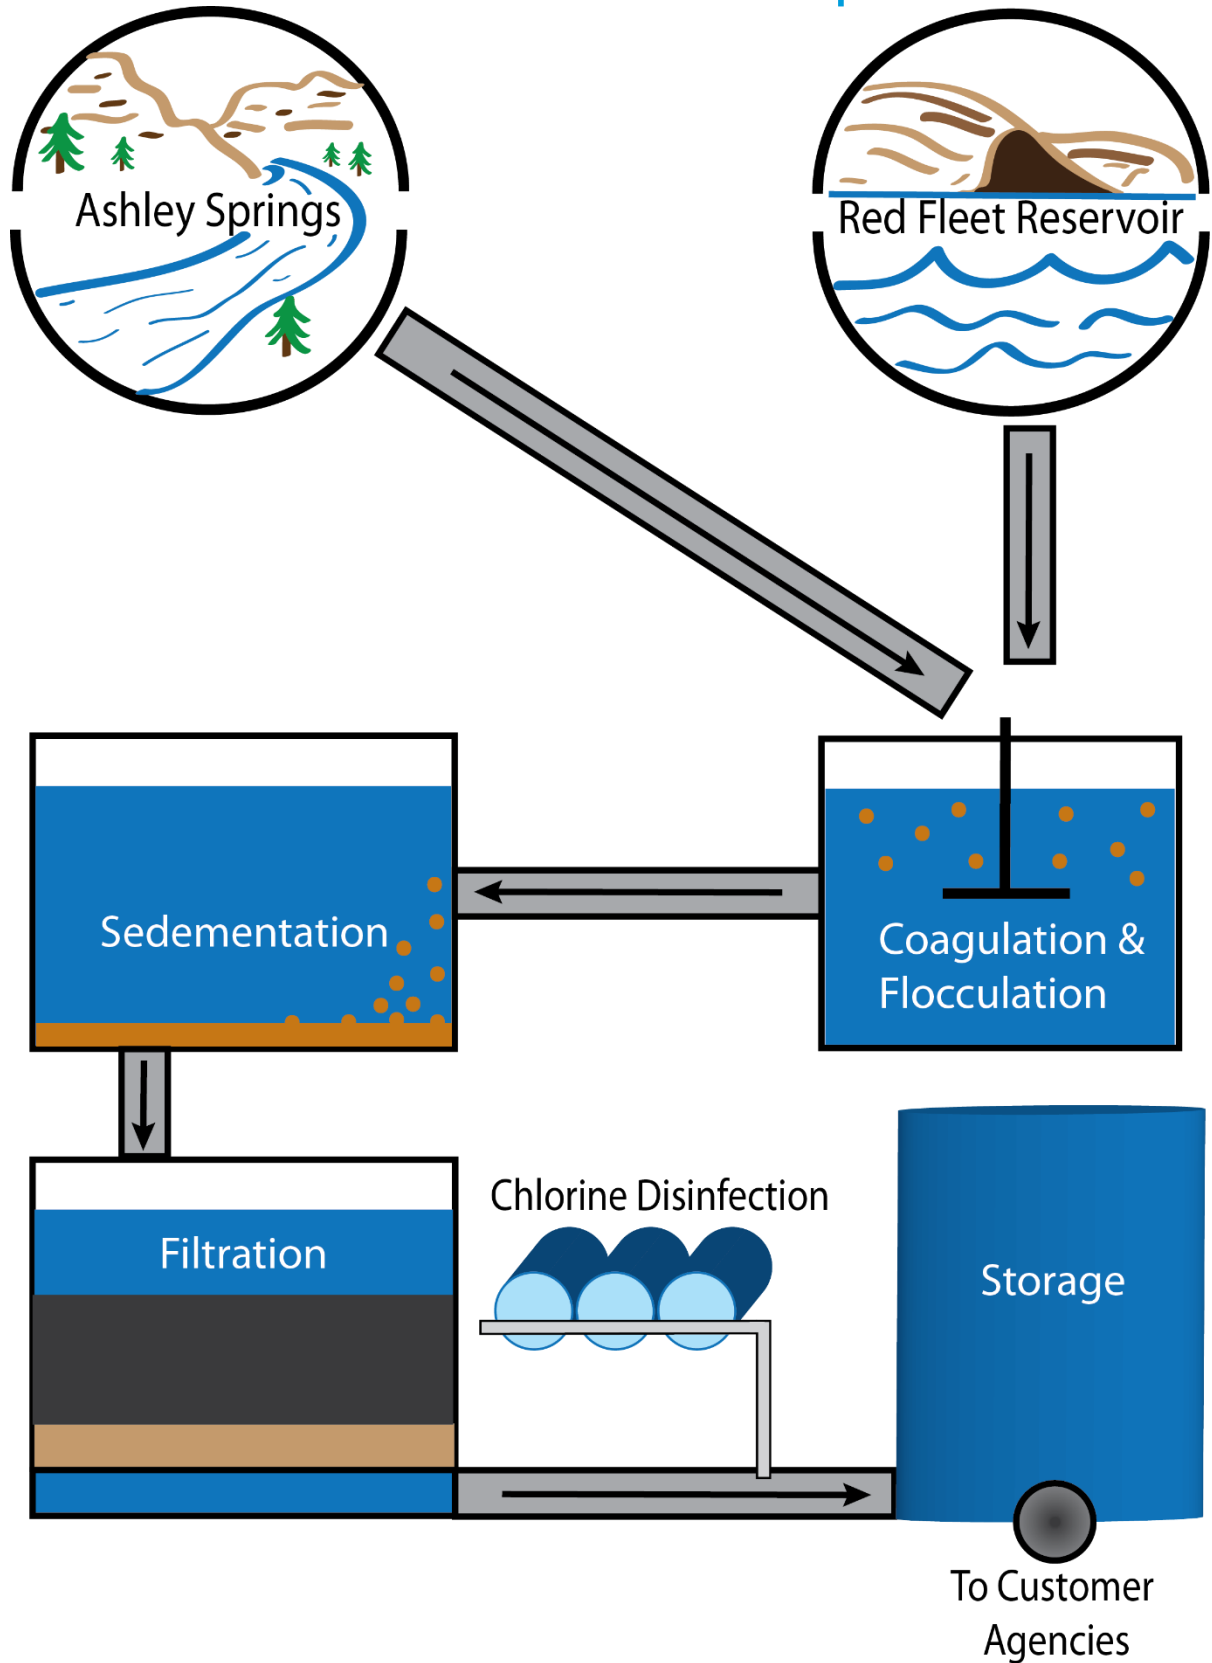 Ashley Springs
Red Fleet Reservoir
Sedementation
Coagulation &
Flocculation
Filtration
Chlorine Disinfection
Storage
To Customer
Agencies